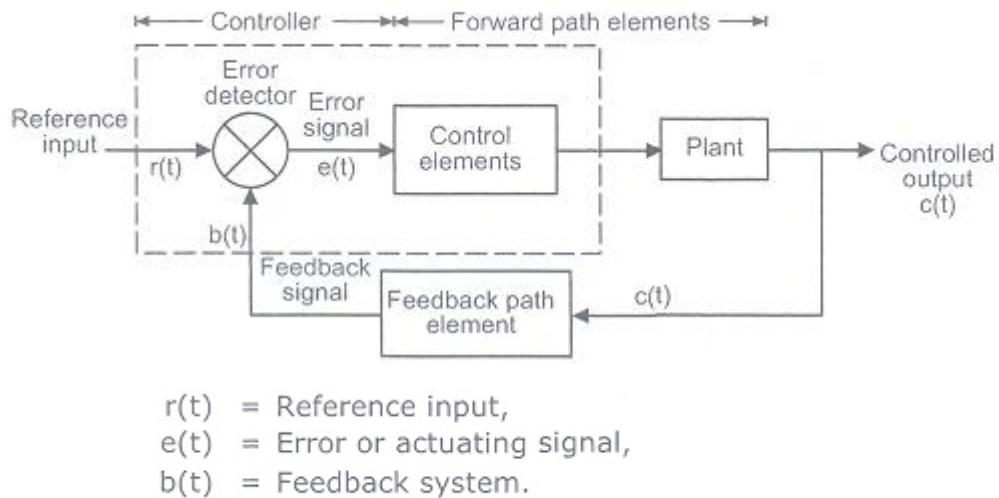 Controller
Forward path elements
Error
detector
Error
signal
Reference
input
r(t)
e(t)
Control
elements
Plant
Controlled
output
c(t)
b(t)
Feedback
signal
Feedback path
element
c(t)
r(t) = Reference input,
e(t) = Error or actuating signal,
b(t) = Feedback system.